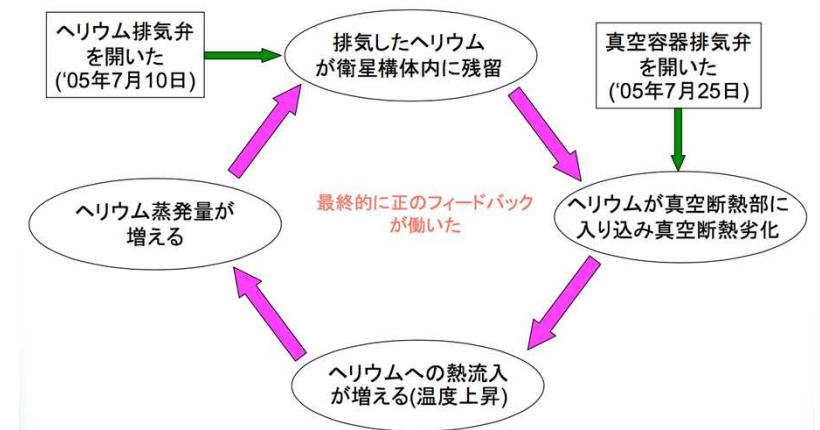 ヘリウム排気弁
を開いた
(‘05年7月10日)
排気したヘリウム
が衛星構体内に残留
真空容器排気弁
を開いた
(‘05年7月25日)
ヘリウム蒸発量が
増える
最終的に正のフィードバック
が働いた
ヘリウムが真空断熱部に
入り込み真空断熱劣化
ヘリウムへの熱流入
が増える(温度上昇)